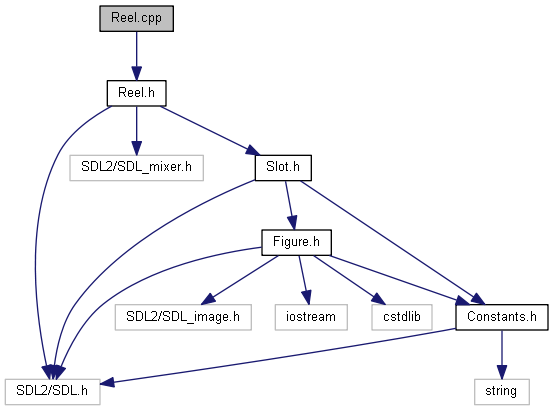 Reel.cpp
Reel.h
SDL2/SDL_mixer.h
Slot.h
Figure.h
SDL2/SDL_image.h
iostream
cstdlib
Constants.h
SDL2/SDL.h
string